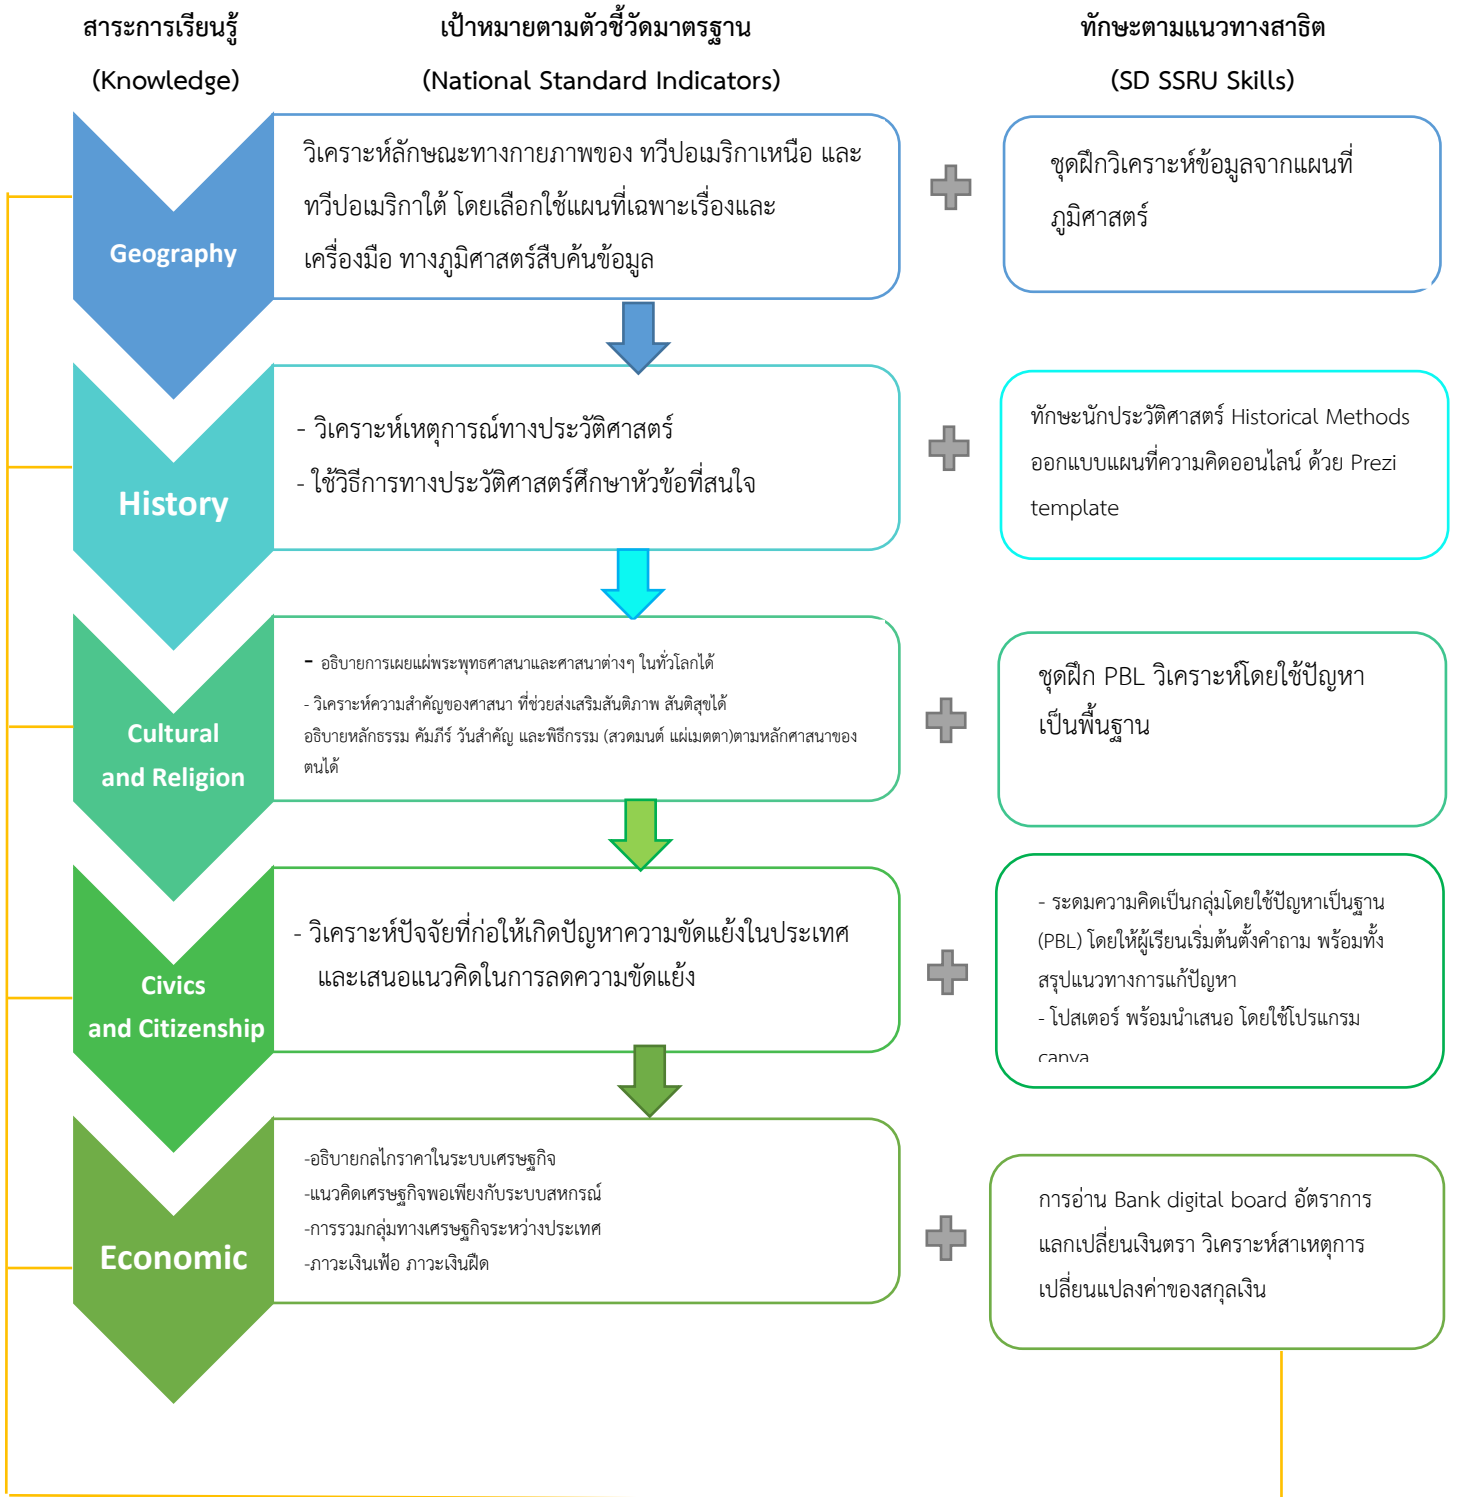 สาระการเรียนรู้
(Knowledge)
เป้าหมายตามตัวชี้วัดมาตรฐาน
(National Standard Indicators)
ทักษะตามแนวทางสาธิต
(SD SSRU Skills)
Geography
วิเคราะห์ลักษณะทางกายภาพของ ทวีปอเมริกาเหนือ และ
ทวีปอเมริกาใต้ โดยเลือกใช้แผนที่เฉพาะเรื่องและ
เครื่องมือ ทางภูมิศาสตร์สืบค้นข้อมูล
ชุดฝึกวิเคราะห์ข้อมูลจากแผนที่
ภูมิศาสตร์
History
- วิเคราะห์เหตุการณ์ทางประวัติศาสตร์
- ใช้วิธีการทางประวัติศาสตร์ศึกษาหัวข้อที่สนใจ
ทักษะนักประวัติศาสตร์ Historical Methods
ออกแบบแผนที่ความคิดออนไลน์ ด้วย Prezi
template
Cultural
and Religion
- อธิบายการเผยแผ่พระพุทธศาสนาและศาสนาต่างๆ ในทั่วโลกได้
- วิเคราะห์ความสำคัญของศาสนา ที่ช่วยส่งเสริมสันติภาพ สันติสุขได้
อธิบายหลักธรรม คัมภีร์ วันสำคัญ และพิธีกรรม (สวดมนต์ แผ่เมตตา)ตามหลักศาสนาของ
ตนได้
ชุดฝึก PBL วิเคราะห์โดยใช้ปัญหา
เป็นพื้นฐาน
Civics
and Citizenship
- วิเคราะห์ปัจจัยที่ก่อให้เกิดปัญหาความขัดแย้งในประเทศ
และเสนอแนวคิดในการลดความขัดแย้ง
- ระดมความคิดเป็นกลุ่มโดยใช้ปัญหาเป็นฐาน
(PBL) โดยให้ผู้เรียนเริ่มต้นตั้งคำถาม พร้อมทั้ง
สรุปแนวทางการแก้ปัญหา
- โปสเตอร์ พร้อมนำเสนอ โดยใช้โปรแกรม
canva
Economic
-อธิบายกลไกราคาในระบบเศรษฐกิจ
-แนวคิดเศรษฐกิจพอเพียงกับระบบสหกรณ์
-การรวมกลุ่มทางเศรษฐกิจระหว่างประเทศ
-ภาวะเงินเฟ้อ ภาวะเงินฝืด
การอ่าน Bank digital board อัตราการ
แลกเปลี่ยนเงินตรา วิเคราะห์สาเหตุการ
เปลี่ยนแปลงค่าของสกุลเงิน